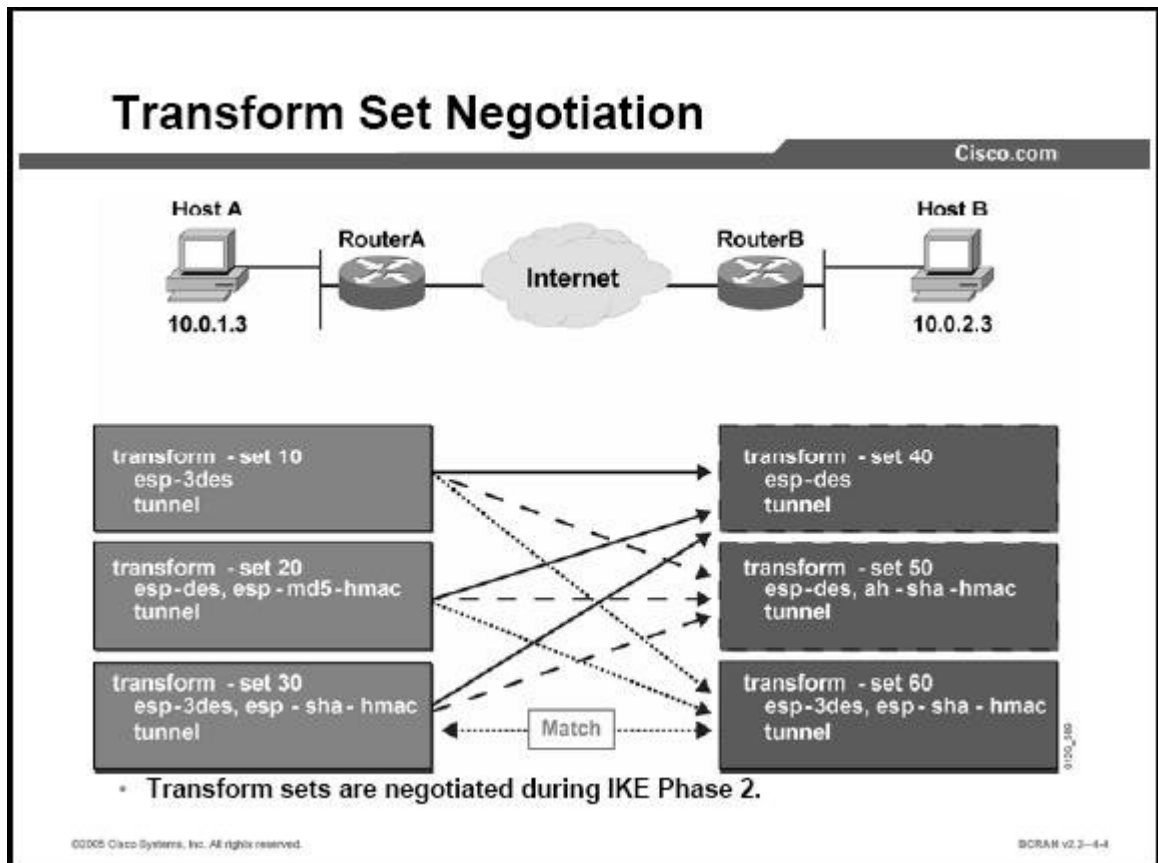 Transform Set Negotiation
Cisco.com
Host A
Host B
RouterA
RouterB
Internet
10.0.1.3
10.0.2.3
transform - set 10
esp-3des
tunnel
transform - set 20
esp-des, esp - md5-hmac
tunnel
transform - set 30
esp-3des, esp - sha - hmac
tunnel
transform - set 40
esp-des
tunnel
transform - set 50
esp-des, ah - sha -hmac
tunnel
transform - set 60
esp-3des, esp - sha - hmac
tunnel
Match
• Transform sets are negotiated during IKE Phase 2.
©2005 Cisco Systems, Inc. All rights reserved.
BCRAN v2.2—4-4